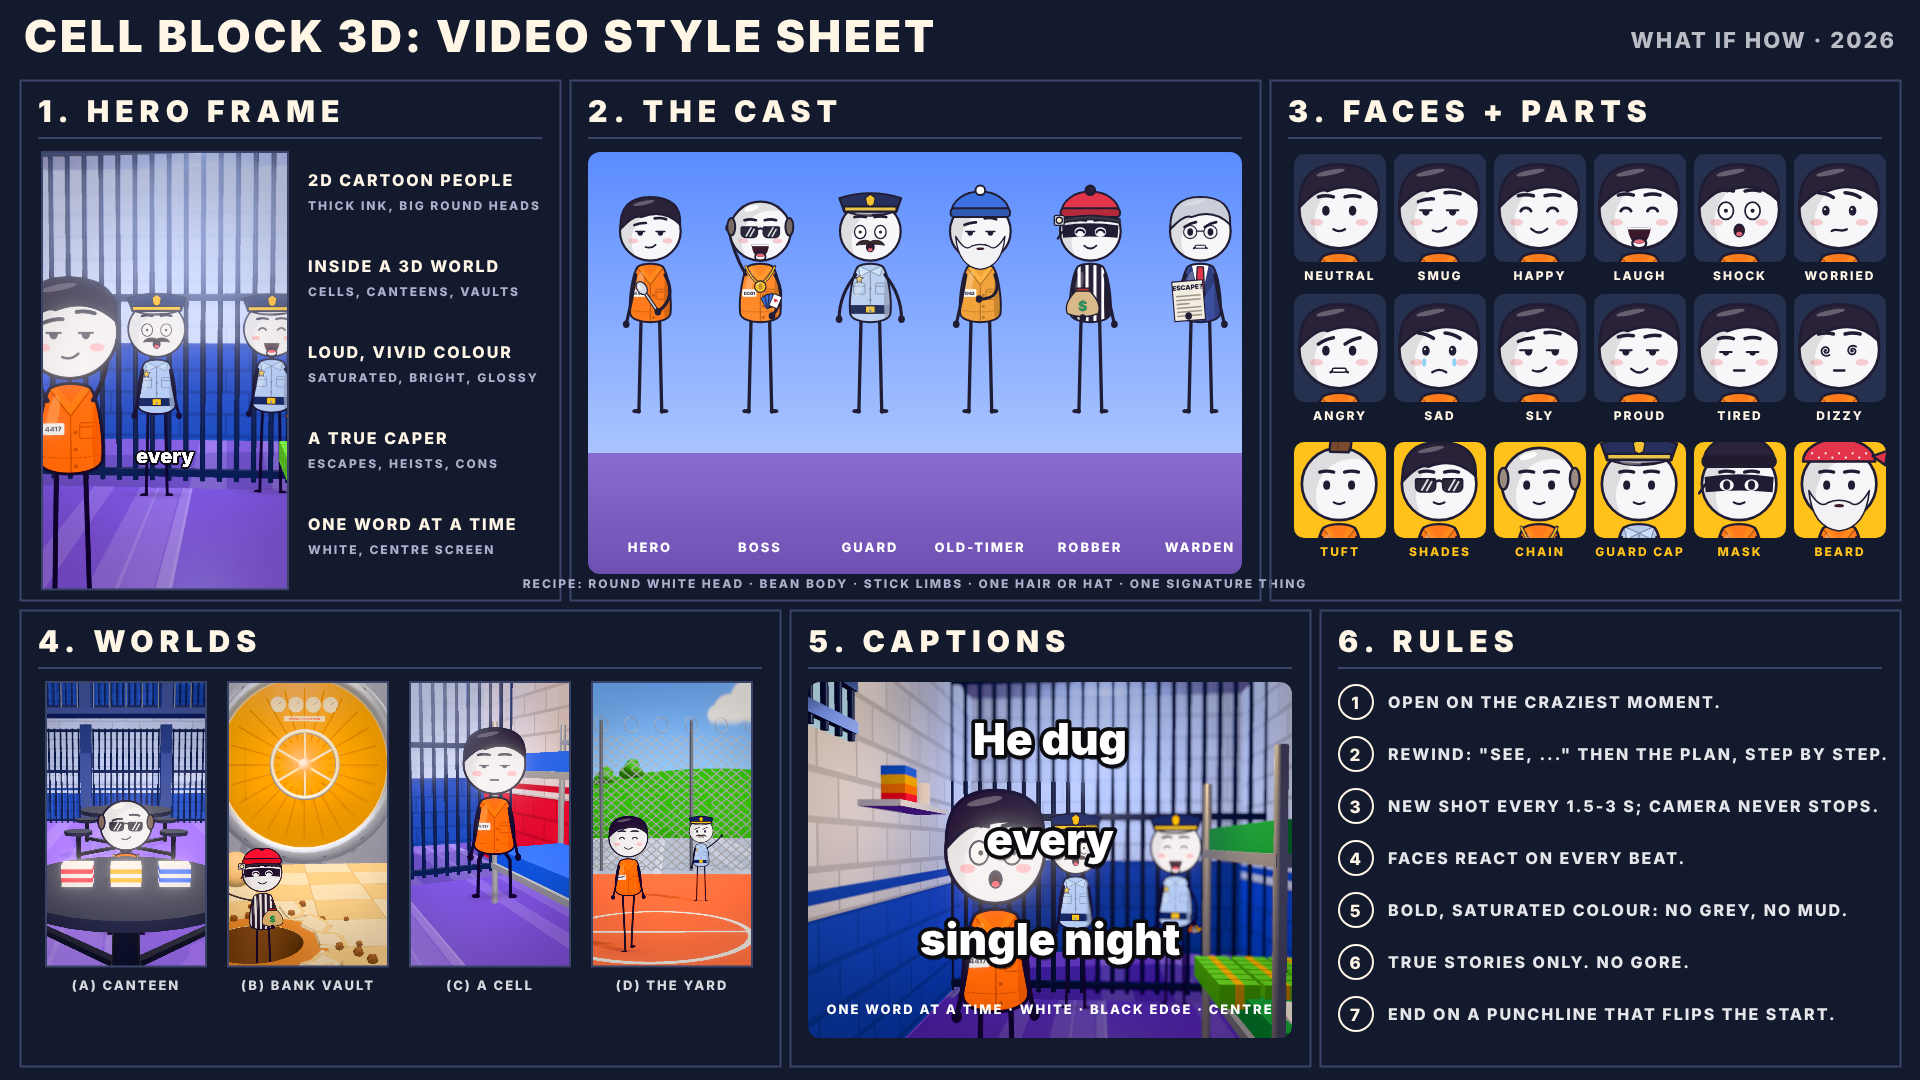 CELL BLOCK 3D: VIDEO STYLE SHEET
WHAT IF HOW · 2026
1. HERO FRAME
4417
every
2D CARTOON PEOPLE
THICK INK, BIG ROUND HEADS
INSIDE A 3D WORLD
CELLS, CANTEENS, VAULTS
LOUD, VIVID COLOUR
SATURATED, BRIGHT, GLOSSY
A TRUE CAPER
ESCAPES, HEISTS, CONS
ONE WORD AT A TIME
WHITE, CENTRE SCREEN
2. THE CAST
0001
$
ESCAPE?
HERO
BOSS
GUARD
OLD-TIMER
ROBBER
WARDEN
RECIPE: ROUND WHITE HEAD · BEAN BODY · STICK LIMBS · ONE HAIR OR HAT · ONE SIGNATURE THING
3. FACES + PARTS
NEUTRAL
SMUG
HAPPY
LAUGH
SHOCK
WORRIED
ANGRY
SAD
SLY
PROUD
TIRED
DIZZY
TUFT
SHADES
CHAIN
GUARD CAP
MASK
BEARD
4. WORLDS
$
(A) CANTEEN
(B) BANK VAULT
(C) A CELL
(D) THE YARD
5. CAPTIONS
He dug
every
single night
ONE WORD AT A TIME · WHITE · BLACK EDGE · CENTRE
6. RULES
1 OPEN ON THE CRAZIEST MOMENT.
2 REWIND: "SEE, ..." THEN THE PLAN, STEP BY STEP.
3 NEW SHOT EVERY 1.5-3 S; CAMERA NEVER STOPS.
4 FACES REACT ON EVERY BEAT.
5 BOLD, SATURATED COLOUR: NO GREY, NO MUD.
6 TRUE STORIES ONLY. NO GORE.
7 END ON A PUNCHLINE THAT FLIPS THE START.